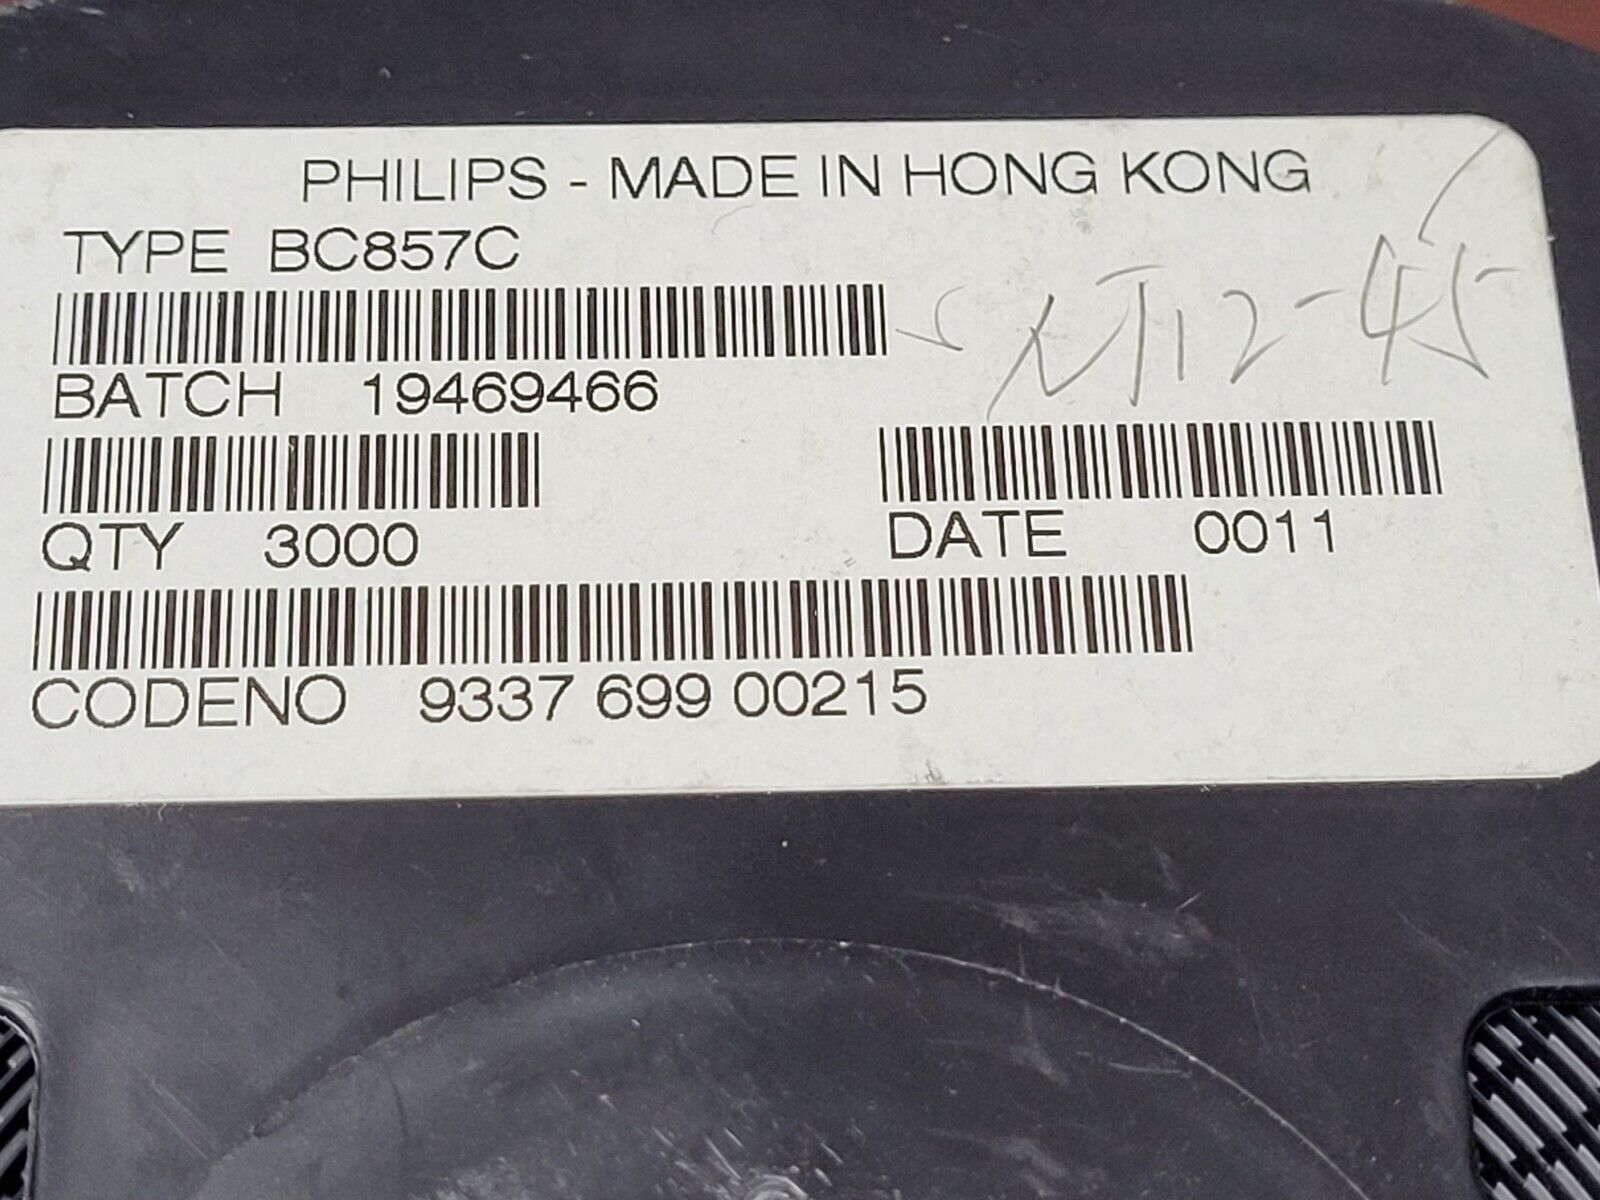 PHILIPS - MADE IN HONG KONG
TYPE BC857C
BATCH 19469466
QTY 3000
DATE 0011
CODENO 9337 699 00215